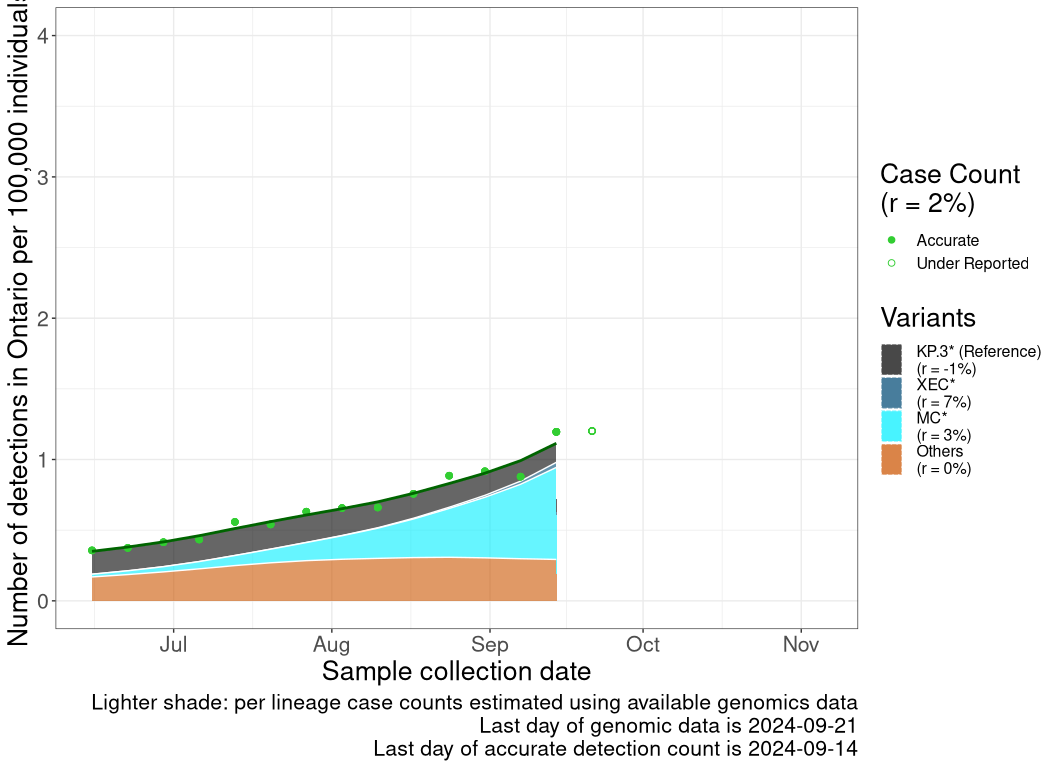 Number of detections in Ontario per 100,000 individuals
4
3
2
1
0
Jul Aug Sep Oct Nov
Sample collection date
Lighter shade: per lineage case counts estimated using available genomics data
Last day of genomic data is 2024-09-21
Last day of accurate detection count is 2024-09-14
Case Count
(r = 2%)
Accurate
Under Reported
Variants
KP.3* (Reference)
(r = -1%)
XEC*
(r = 7%)
MC*
(r = 3%)
Others
(r = 0%)